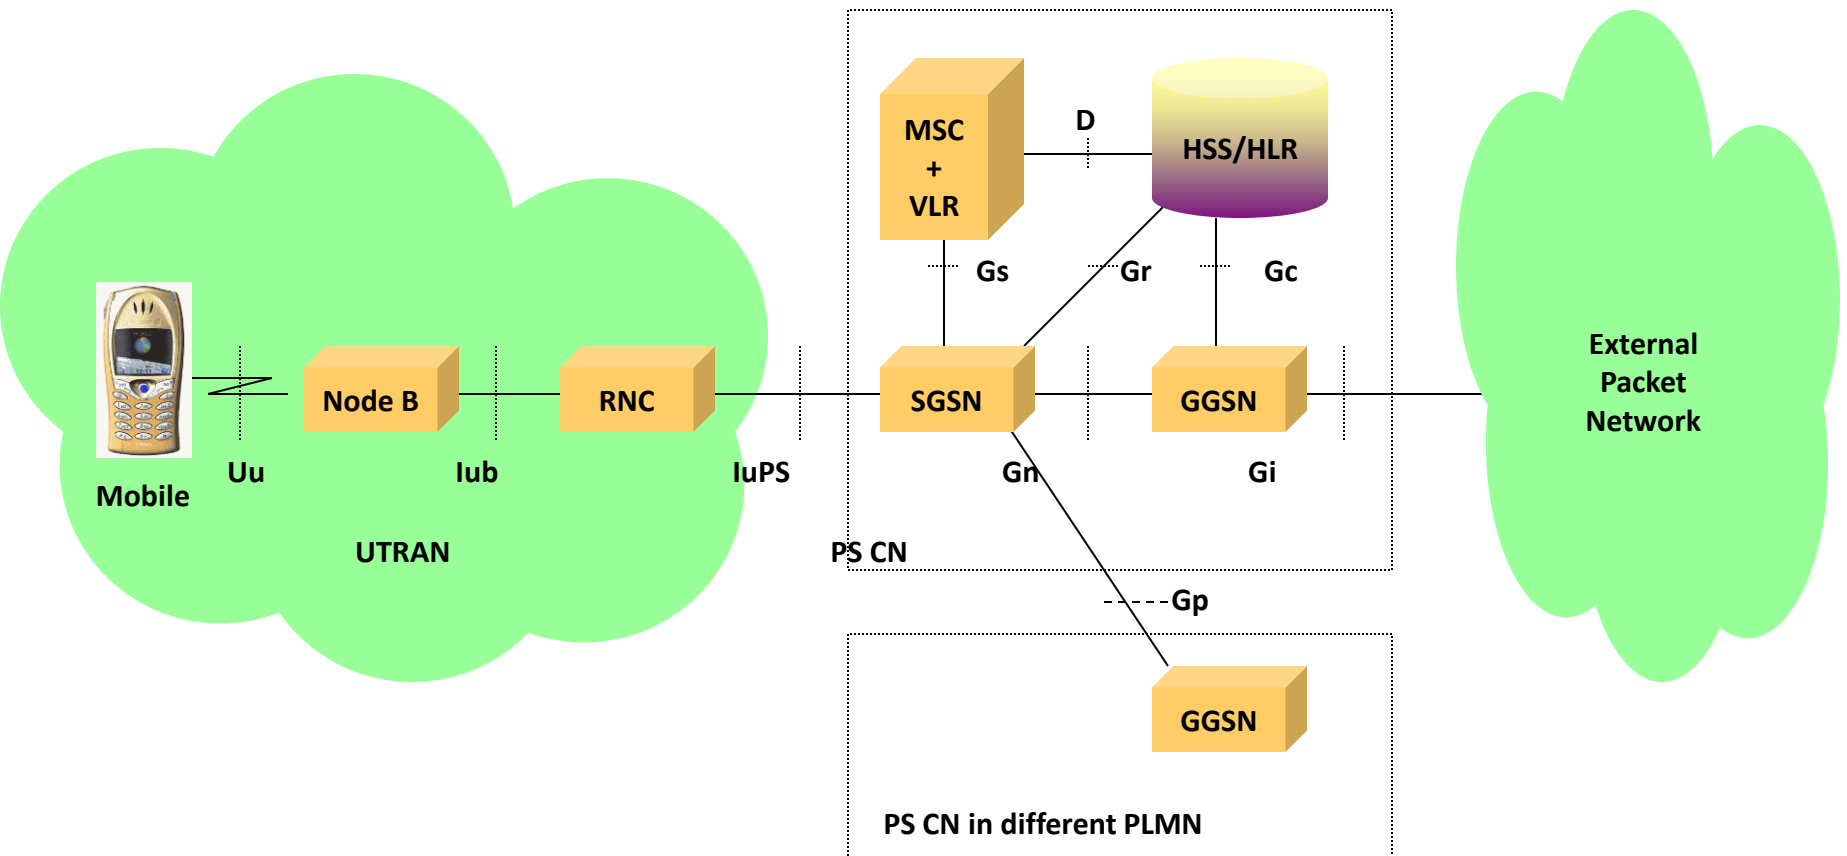 D
MSC
+
VLR
HSS/HLR
Gs
Gr
Gc
External
Packet
Network
Node B
RNC
SGSN
GGSN
Uu
Iub
IuPS
Gn
Gi
Mobile
UTRAN
PS CN
Gp
GGSN
PS CN in different PLMN